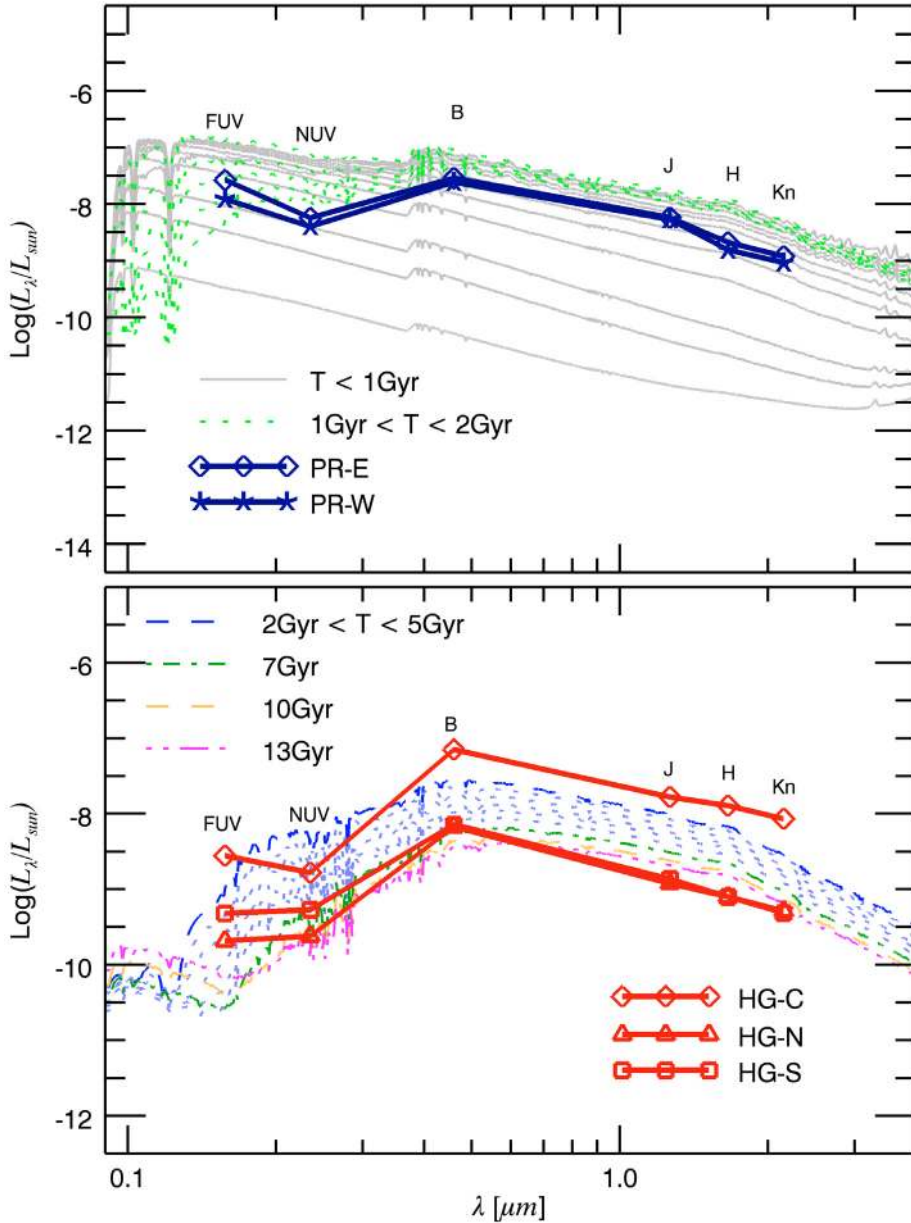 -6
-8
-10
-12
-14
Log(L_λ/L_sun)
FUV
NUV
B
J
H
Kn
T < 1Gyr
1Gyr < T < 2Gyr
PR-E
PR-W
2Gyr < T < 5Gyr
7Gyr
10Gyr
13Gyr
-6
-8
-10
-12
Log(L_λ/L_sun)
FUV
NUV
B
J
H
Kn
HG-C
HG-N
HG-S
0.1
1.0
λ [μm]